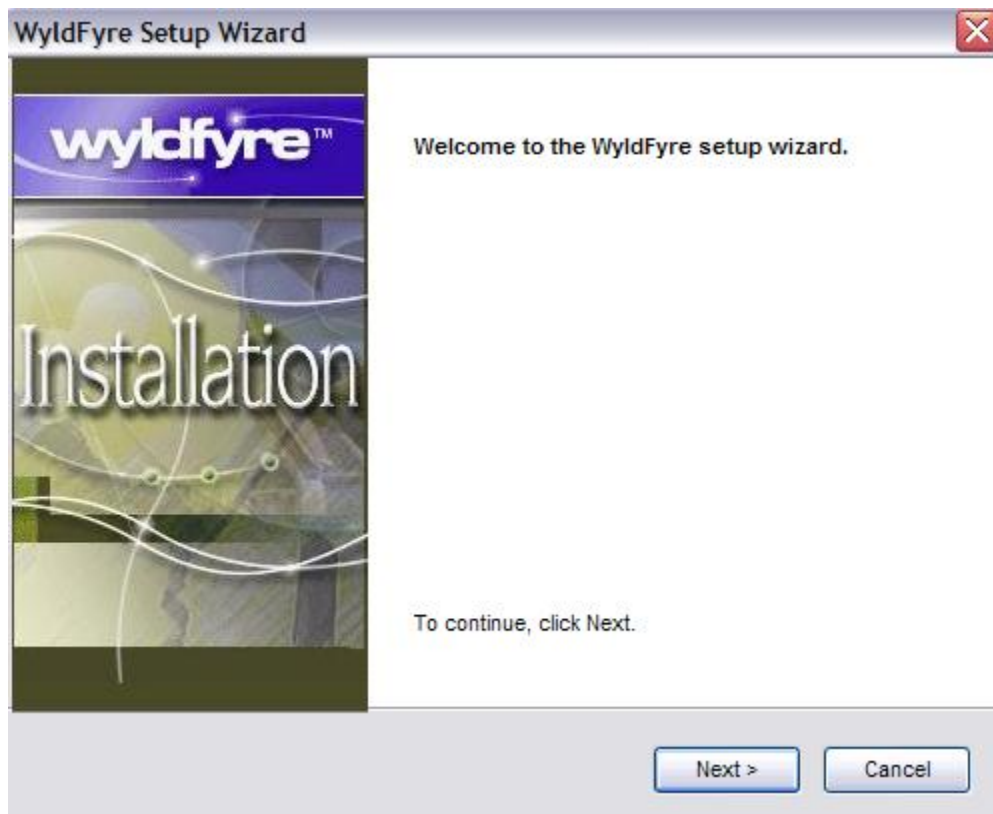 WyldFyre Setup Wizard
wyldfyre™
Installation
Welcome to the WyldFyre setup wizard.
To continue, click Next.
Next >
Cancel